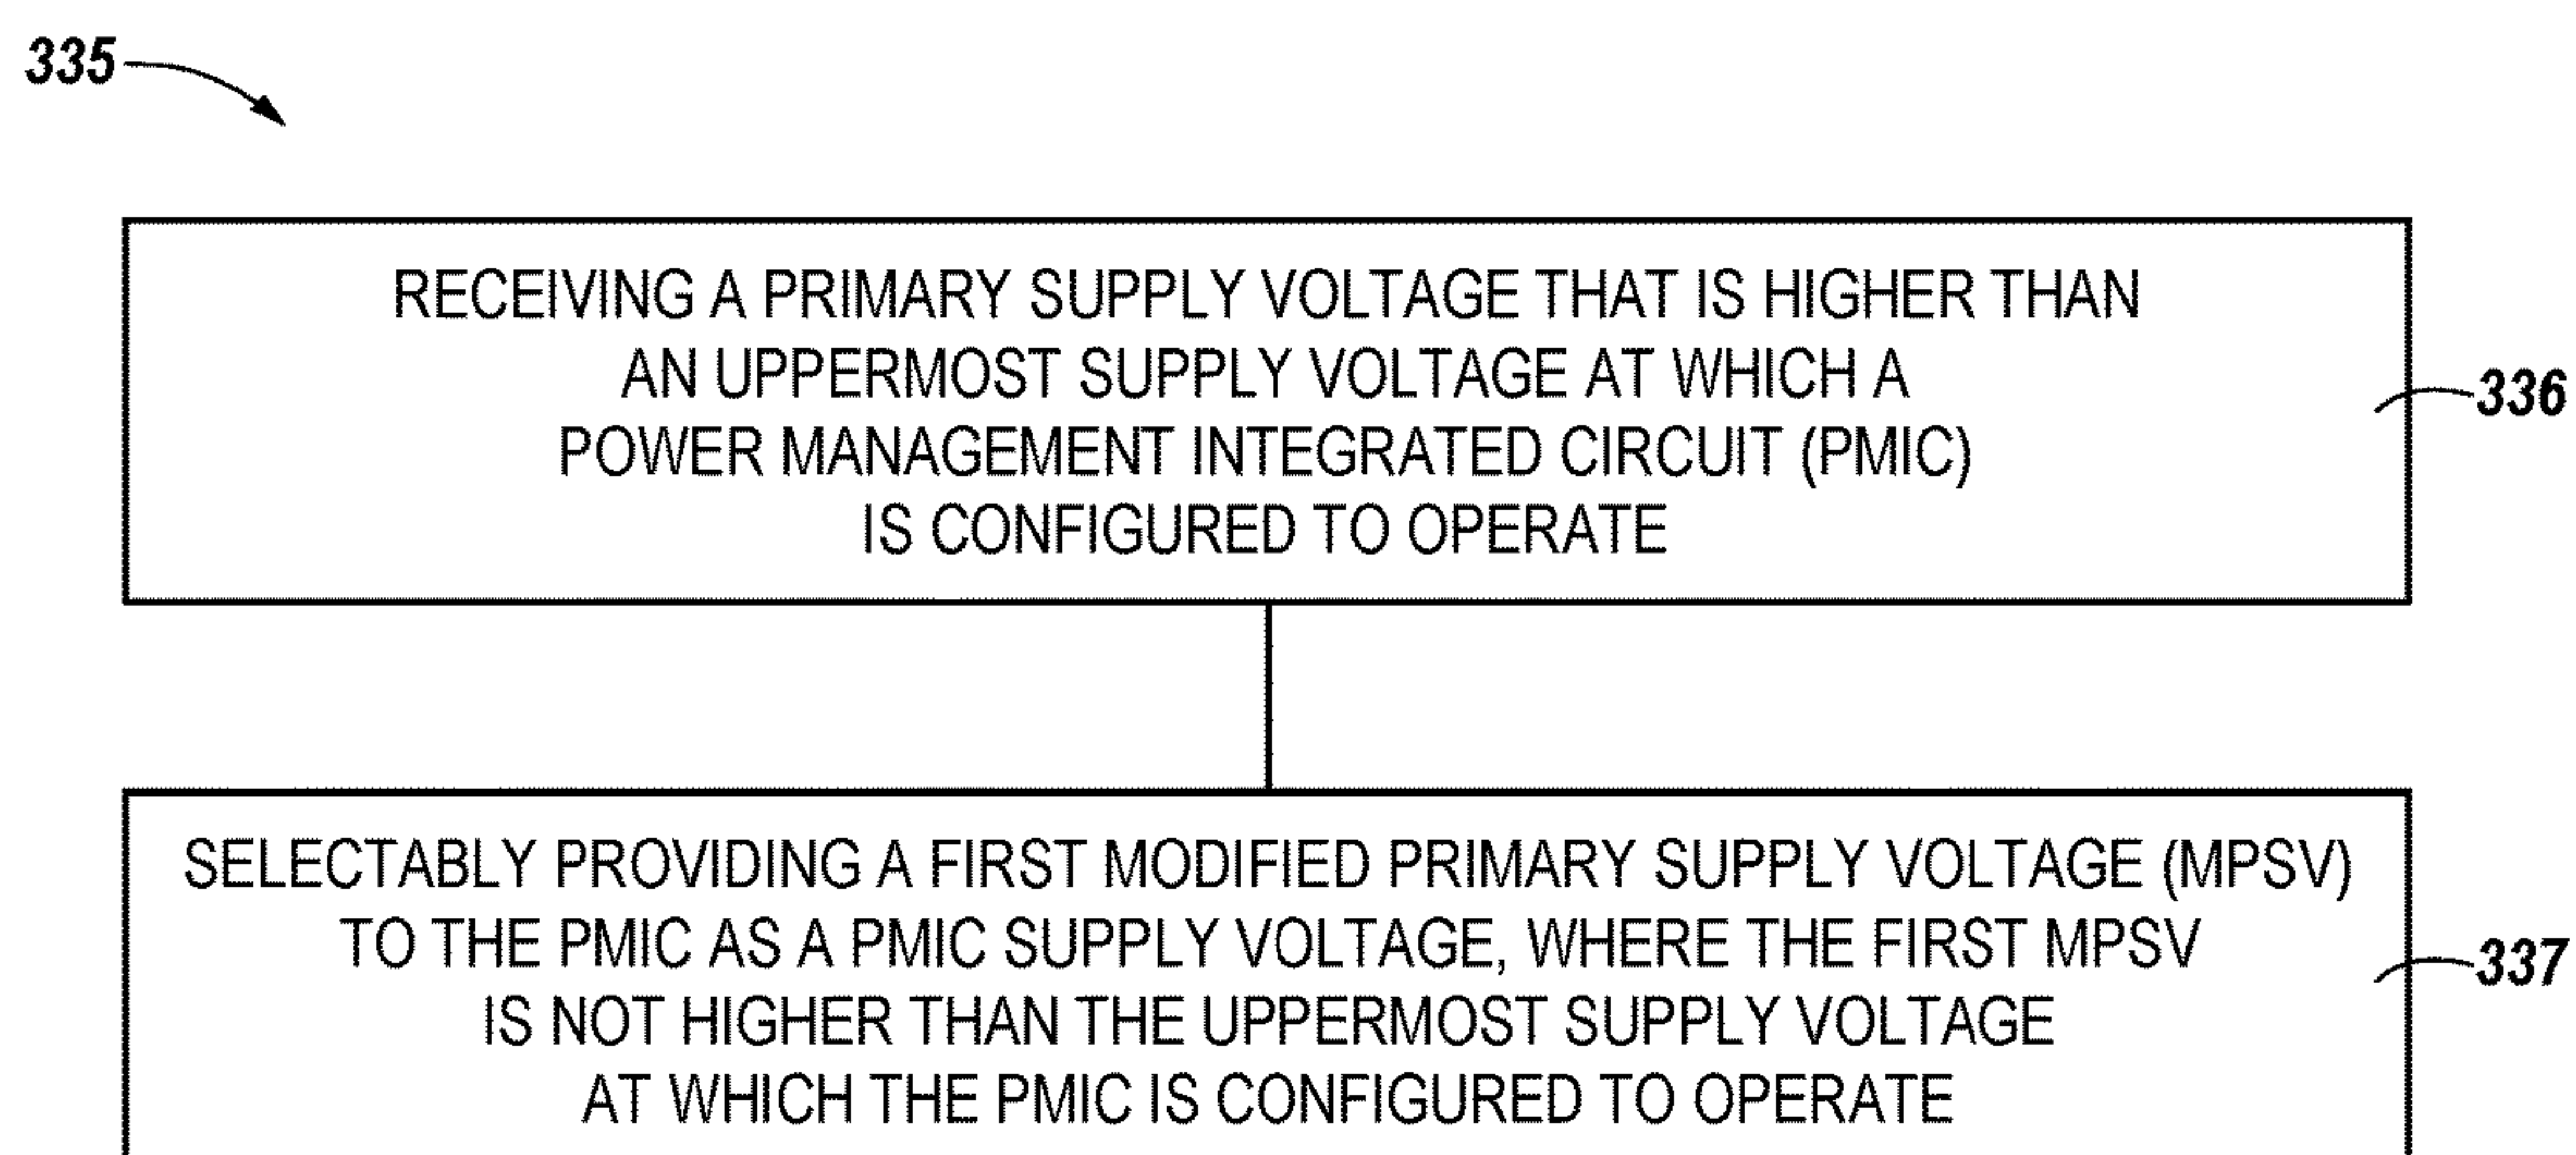 335
RECEIVING A PRIMARY SUPPLY VOLTAGE THAT IS HIGHER THAN
AN UPPERMOST SUPPLY VOLTAGE AT WHICH A
POWER MANAGEMENT INTEGRATED CIRCUIT (PMIC)
IS CONFIGURED TO OPERATE
336
SELECTABLY PROVIDING A FIRST MODIFIED PRIMARY SUPPLY VOLTAGE (MPSV)
TO THE PMIC AS A PMIC SUPPLY VOLTAGE, WHERE THE FIRST MPSV
IS NOT HIGHER THAN THE UPPERMOST SUPPLY VOLTAGE
AT WHICH THE PMIC IS CONFIGURED TO OPERATE
337